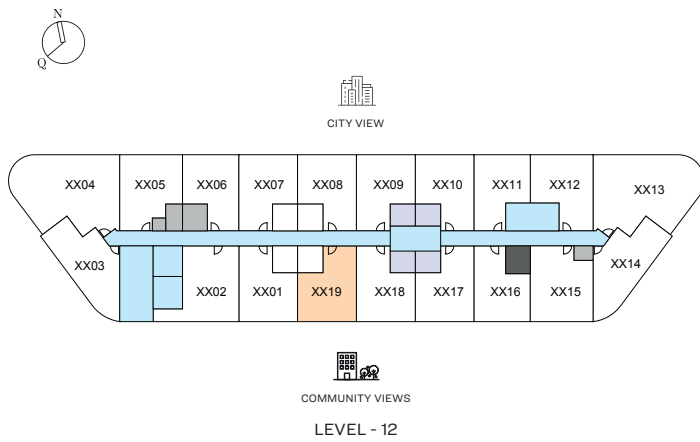 N
Q
CITY VIEW
XX04 XX05 XX06 XX07 XX08 XX09 XX10 XX11 XX12 XX13
XX03 XX14
XX02 XX01 XX19 XX18 XX17 XX16 XX15
COMMUNITY VIEWS
LEVEL - 12